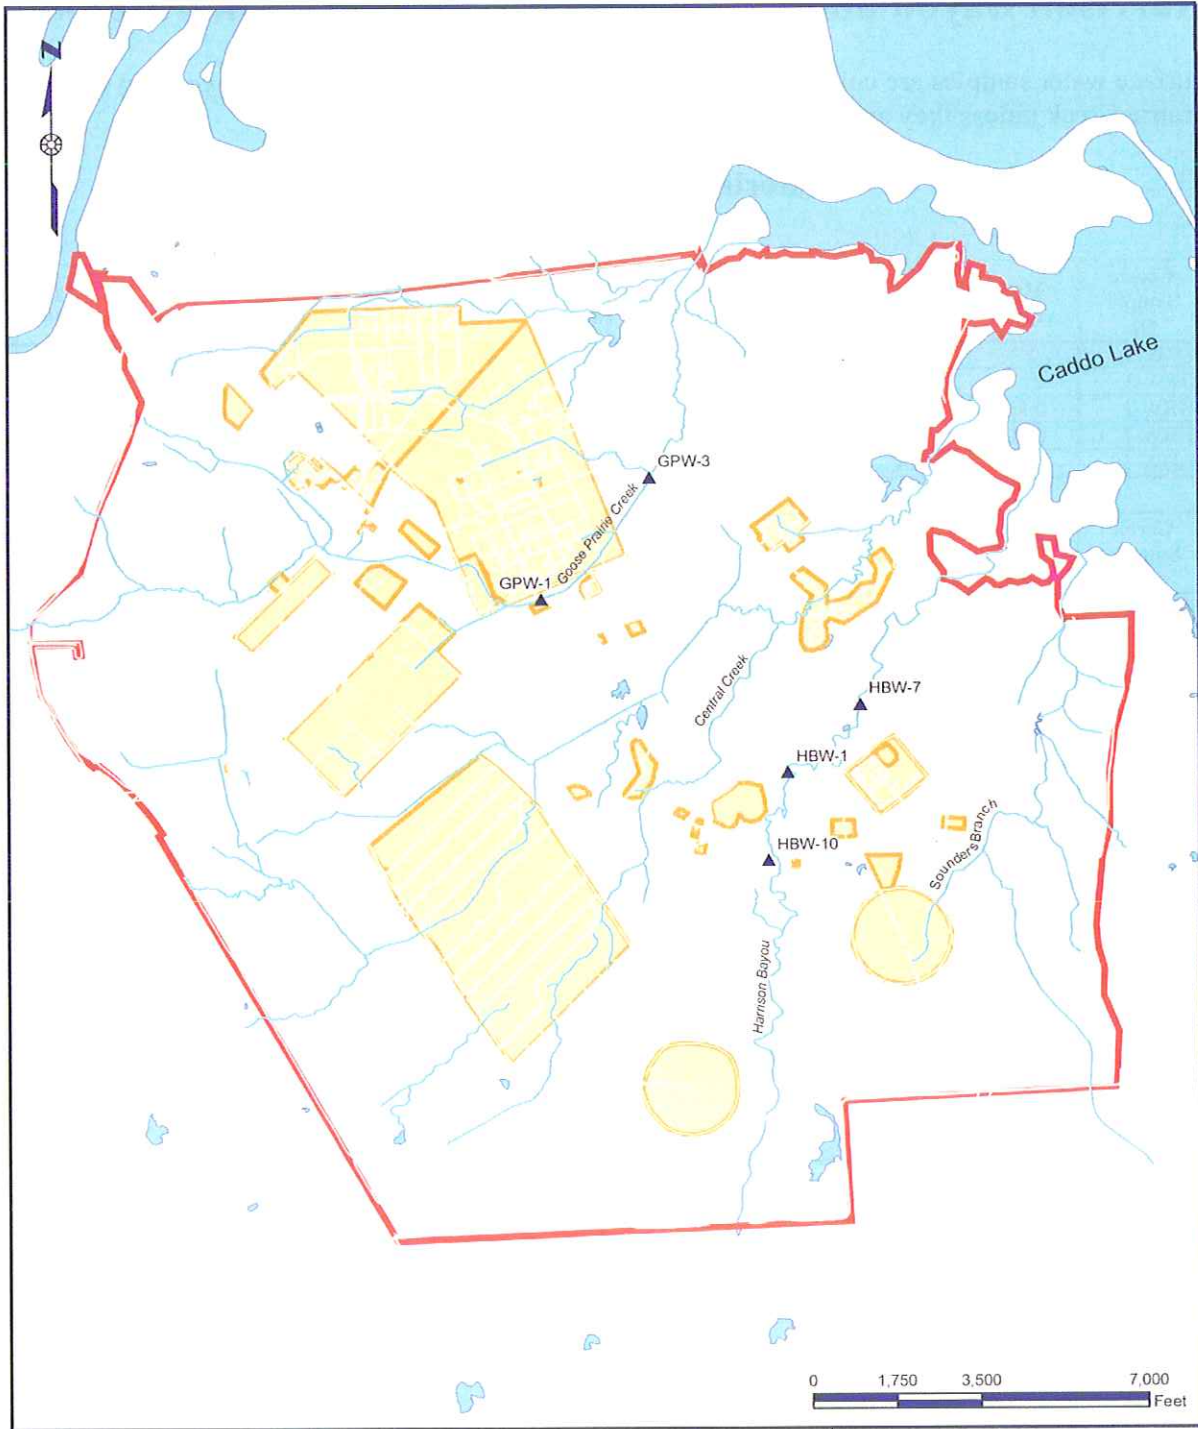 N
Caddo Lake
GPW-3
Goose Prairie Creek
GPW-1
Central Creek
HBW-7
HBW-1
HBW-10
Sounders Branch
Harrison Bayou
0 1,750 3,500 7,000
Feet